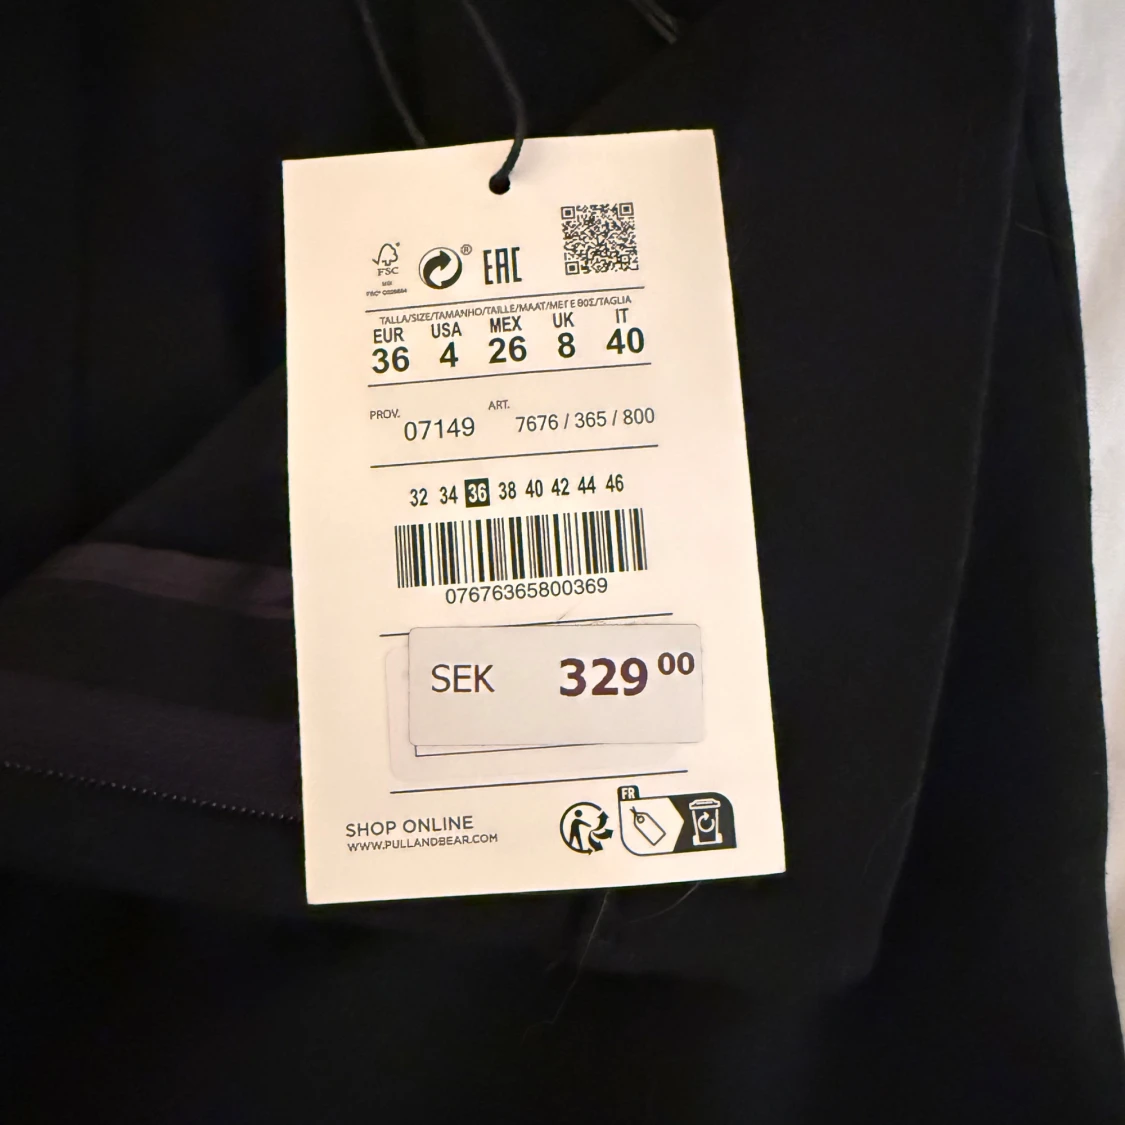 FSC
MIX
®
EAC
TALLA/SIZE/TAMANHO/TAILLE/MAAT/ΜΕΓΕΘΟΣ/TAGLIA
EUR USA MEX UK IT
36 4 26 8 40
PROV. 07149 ART. 7676 / 365 / 800
32 34 36 38 40 42 44 46
07676365800369
SEK 329 00
FR
SHOP ONLINE
WWW.PULLANDBEAR.COM